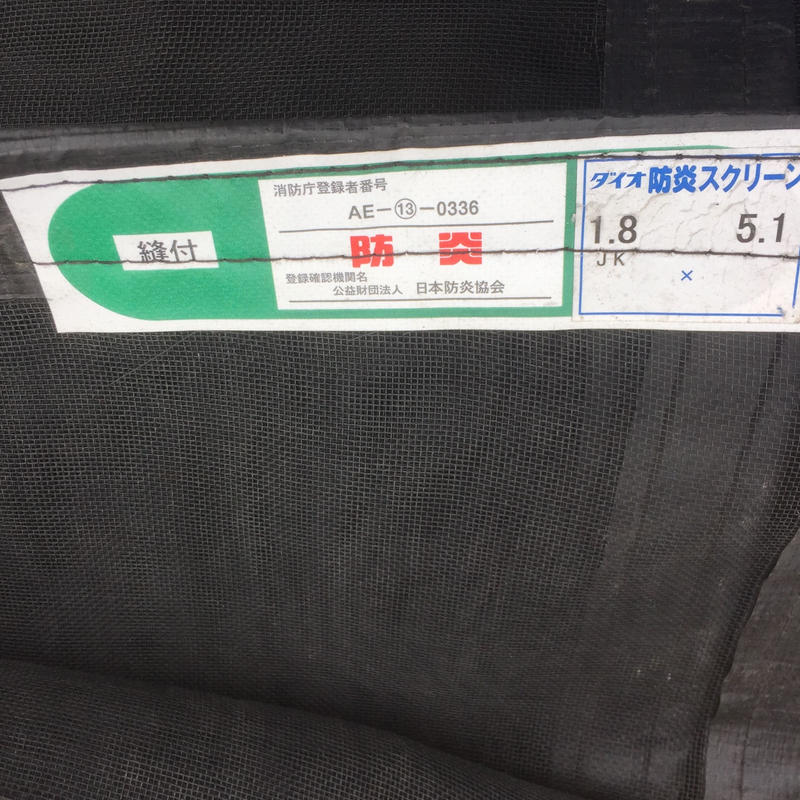 縫付
消防庁登録者番号
AE-⑬-0336
防炎
登録確認機関名
公益財団法人 日本防炎協会
ダイオ防炎スクリーン
1.8 5.1
JK ×